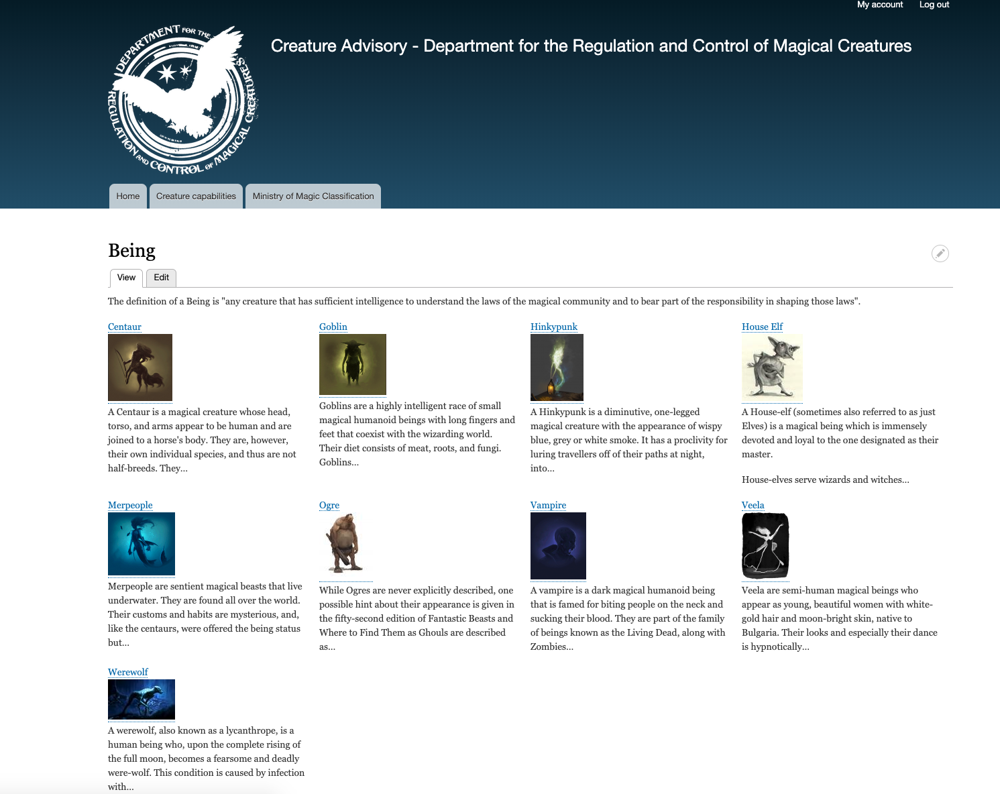 My account Log out
DEPARTMENT FOR THE
REGULATION AND CONTROL OF MAGICAL CREATURES
Creature Advisory - Department for the Regulation and Control of Magical Creatures
Home Creature capabilities Ministry of Magic Classification
Being
View Edit
The definition of a Being is "any creature that has sufficient intelligence to understand the laws of the magical community and to bear part of the responsibility in shaping those laws".
Centaur
A Centaur is a magical creature whose head,
torso, and arms appear to be human and are
joined to a horse's body. They are, however,
their own individual species, and thus are not
half-breeds. They...
Goblin
Goblins are a highly intelligent race of small
magical humanoid beings with long fingers and
feet that coexist with the wizarding world.
Their diet consists of meat, roots, and fungi.
Goblins...
Hinkypunk
A Hinkypunk is a diminutive, one-legged
magical creature with the appearance of wispy
blue, grey or white smoke. It has a proclivity for
luring travellers off of their paths at night,
into...
House Elf
A House-elf (sometimes also referred to as just
Elves) is a magical being which is immensely
devoted and loyal to the one designated as their
master.
House-elves serve wizards and witches...
Merpeople
Merpeople are sentient magical beasts that live
underwater. They are found all over the world.
Their customs and habits are mysterious, and,
like the centaurs, were offered the being status
but...
Ogre
While Ogres are never explicitly described, one
possible hint about their appearance is given in
the fifty-second edition of Fantastic Beasts and
Where to Find Them as Ghouls are described
as...
Vampire
A vampire is a dark magical humanoid being
that is famed for biting people on the neck and
sucking their blood. They are part of the family
of beings known as the Living Dead, along with
Zombies...
Veela
Veela are semi-human magical beings who
appear as young, beautiful women with white-
gold hair and moon-bright skin, native to
Bulgaria. Their looks and especially their dance
is hypnotically...
Werewolf
A werewolf, also known as a lycanthrope, is a
human being who, upon the complete rising of
the full moon, becomes a fearsome and deadly
were-wolf. This condition is caused by infection
with...